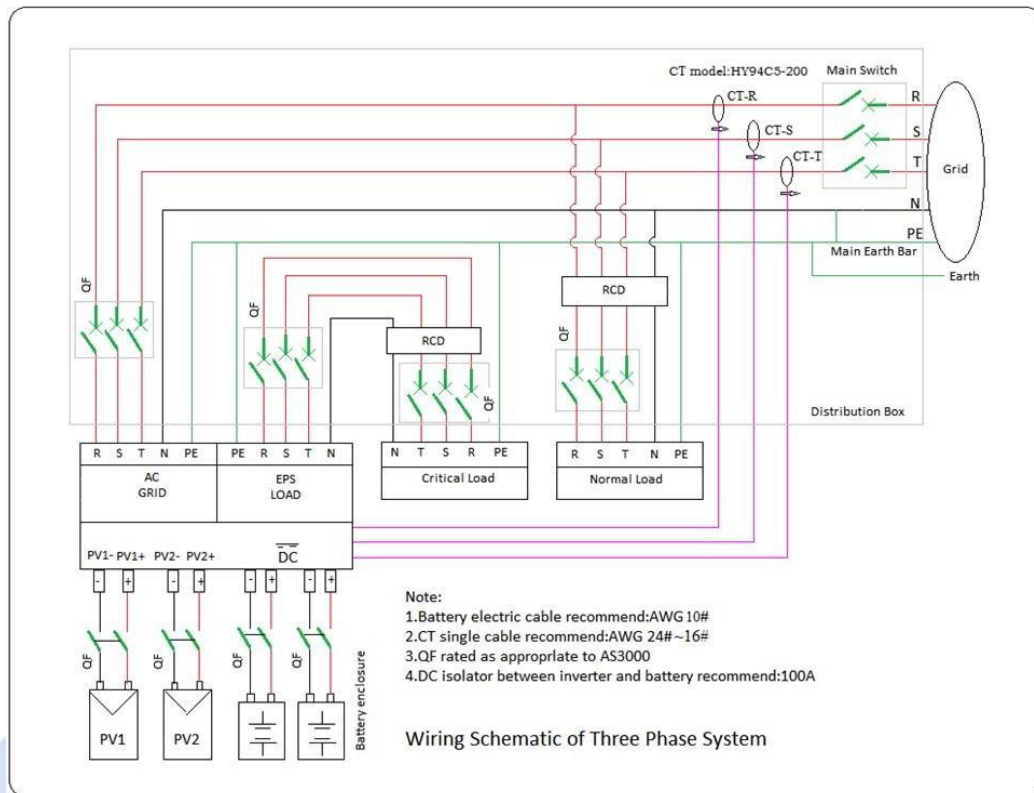 CT model:HY94C5-200
Main Switch
CT-R
R
CT-S
S
CT-T
T
Grid
N
PE
Main Earth Bar
Earth
QF
QF
RCD
RCD
QF
QF
Distribution Box
R S T N PE PE R S T N
N T S R PE
R S T N PE
AC
GRID
EPS
LOAD
Critical Load
Normal Load
PV1- PV1+ PV2- PV2+ DC
- + - + - + - +
QF QF QF QF
PV1
PV2
Battery enclosure
Note:
1.Battery electric cable recommend:AWG 10#
2.CT single cable recommend:AWG 24#~16#
3.QF rated as approprlate to AS3000
4.DC isolator between inverter and battery recommend:100A
Wiring Schematic of Three Phase System